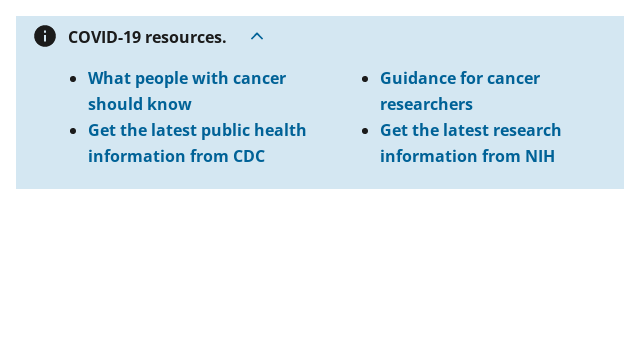 COVID-19 resources.
What people with cancer
should know
Get the latest public health
information from CDC
Guidance for cancer
researchers
Get the latest research
information from NIH